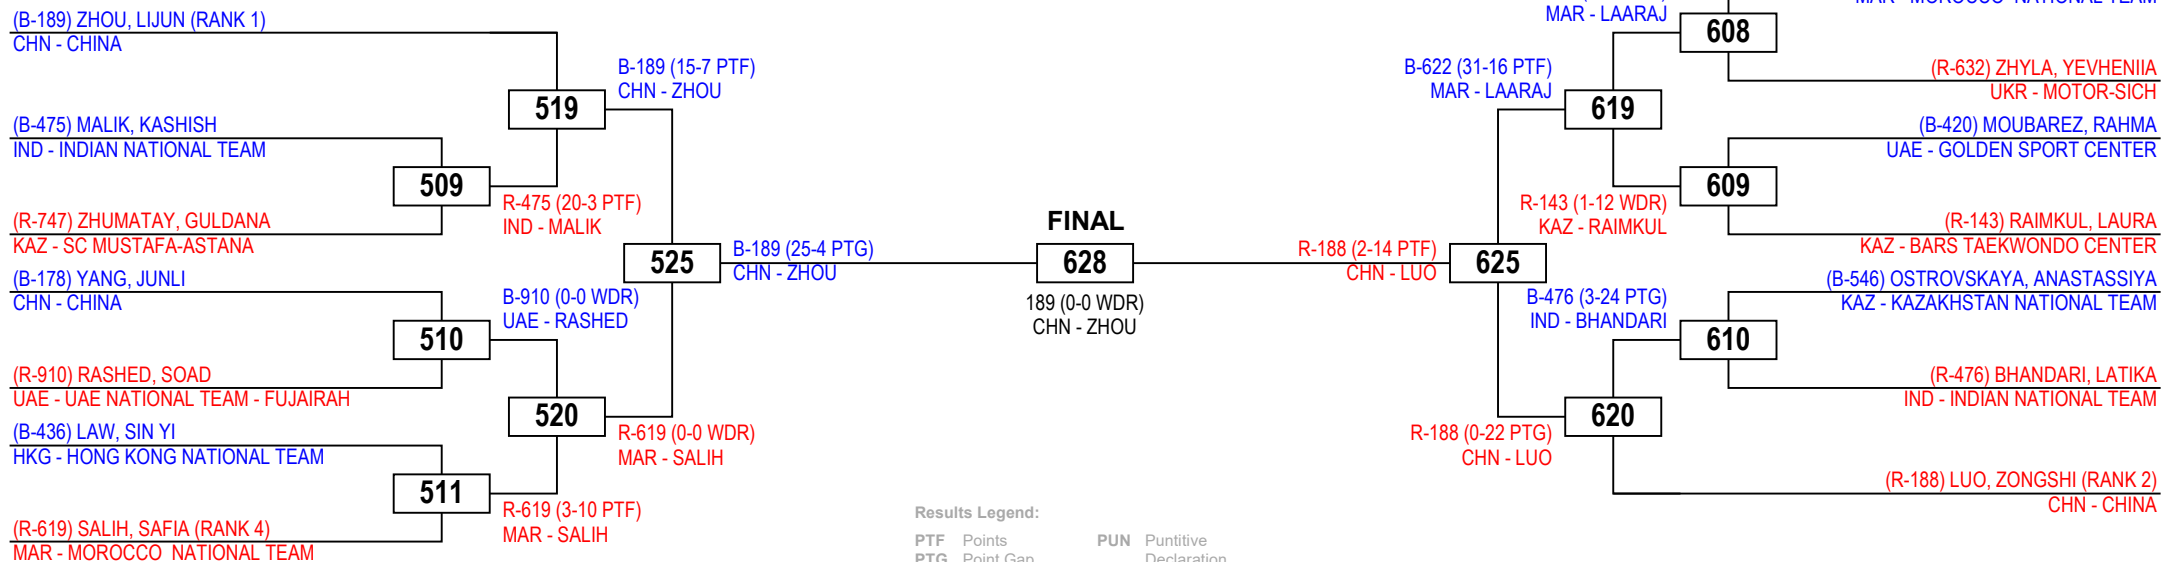 (B-189) ZHOU, LIJUN (RANK 1)
CHN - CHINA
B-189 (15-7 PTF)
CHN - ZHOU
519
(B-475) MALIK, KASHISH
IND - INDIAN NATIONAL TEAM
509
R-475 (20-3 PTF)
IND - MALIK
(R-747) ZHUMATAY, GULDANA
KAZ - SC MUSTAFA-ASTANA
525
B-189 (25-4 PTG)
CHN - ZHOU
(B-178) YANG, JUNLI
CHN - CHINA
B-910 (0-0 WDR)
UAE - RASHED
510
(R-910) RASHED, SOAD
UAE - UAE NATIONAL TEAM - FUJAIRAH
520
R-619 (0-0 WDR)
MAR - SALIH
(B-436) LAW, SIN YI
HKG - HONG KONG NATIONAL TEAM
511
R-619 (3-10 PTF)
MAR - SALIH
(R-619) SALIH, SAFIA (RANK 4)
MAR - MOROCCO NATIONAL TEAM
FINAL
628
189 (0-0 WDR)
CHN - ZHOU
MAR - LAARAJ
MAR - MOROCCO NATIONAL TEAM
608
(R-632) ZHYLA, YEVHENIIA
UKR - MOTOR-SICH
B-622 (31-16 PTF)
MAR - LAARAJ
619
(B-420) MOUBAREZ, RAHMA
UAE - GOLDEN SPORT CENTER
609
R-143 (1-12 WDR)
KAZ - RAIMKUL
(R-143) RAIMKUL, LAURA
KAZ - BARS TAEKWONDO CENTER
R-188 (2-14 PTF)
CHN - LUO
625
(B-546) OSTROVSKAYA, ANASTASSIYA
KAZ - KAZAKHSTAN NATIONAL TEAM
B-476 (3-24 PTG)
IND - BHANDARI
610
(R-476) BHANDARI, LATIKA
IND - INDIAN NATIONAL TEAM
620
R-188 (0-22 PTG)
CHN - LUO
(R-188) LUO, ZONGSHI (RANK 2)
CHN - CHINA
Results Legend:
PTF Points PUN Puntitive
PTG Point Gap Declaration